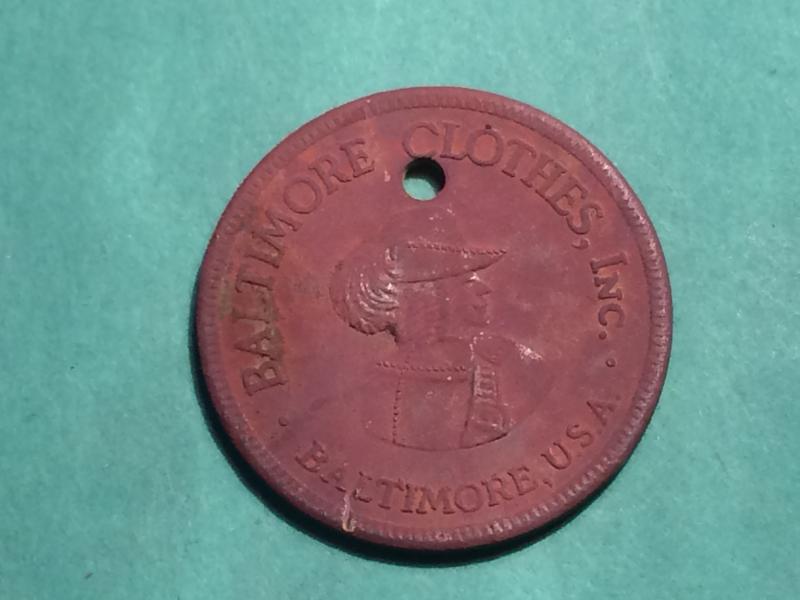 BALTIMORE CLOTHES, INC.
BALTIMORE, U.S.A.